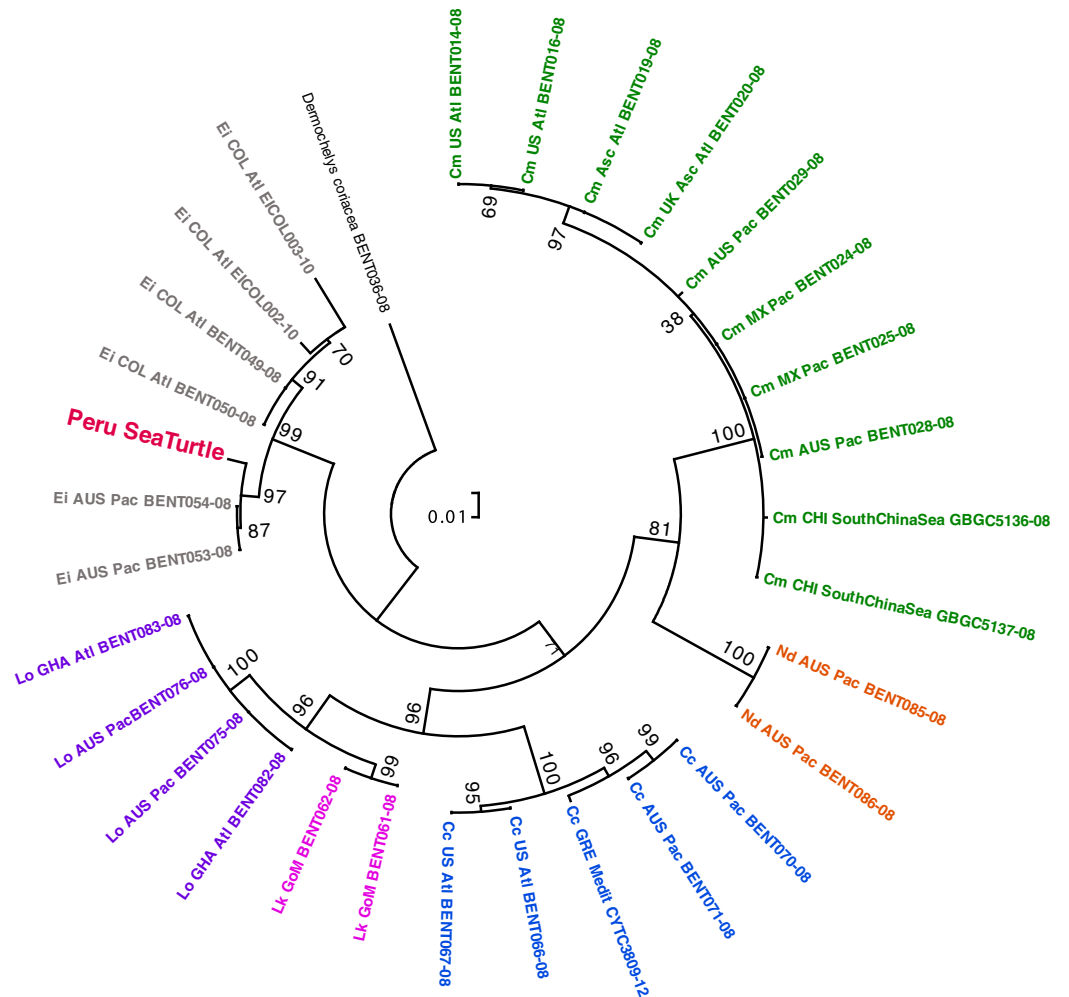 Cm US Atl BENT014-08
Cm US Atl BENT016-08
Cm Asc Atl BENT019-08
Cm UK Asc Atl BENT020-08
Cm AUS Pac BENT029-08
Cm MX Pac BENT024-08
Cm MX Pac BENT025-08
Cm AUS Pac BENT028-08
Cm CHI SouthChinaSea GBGC5136-08
Cm CHI SouthChinaSea GBGC5137-08
Nd AUS Pac BENT085-08
Nd AUS Pac BENT086-08
Cc AUS Pac BENT070-08
Cc AUS Pac BENT071-08
Cc GRE Medit CYTC3809-12
Cc US Atl BENT066-08
Cc US Atl BENT067-08
Lk GoM BENT061-08
Lk GoM BENT062-08
Lo GHA Atl BENT082-08
Lo AUS Pac BENT075-08
Lo AUS PacBENT076-08
Lo GHA Atl BENT083-08
Ei AUS Pac BENT053-08
Ei AUS Pac BENT054-08
Peru SeaTurtle
Ei COL Atl BENT050-08
Ei COL Atl BENT049-08
Ei COL Atl EICOL002-10
Ei COL Atl EICOL003-10
Dermochelys coriacea BENT036-08
69
97
38
100
81
100
71
99
96
100
95
96
99
96
100
87
97
99
91
70
0.01